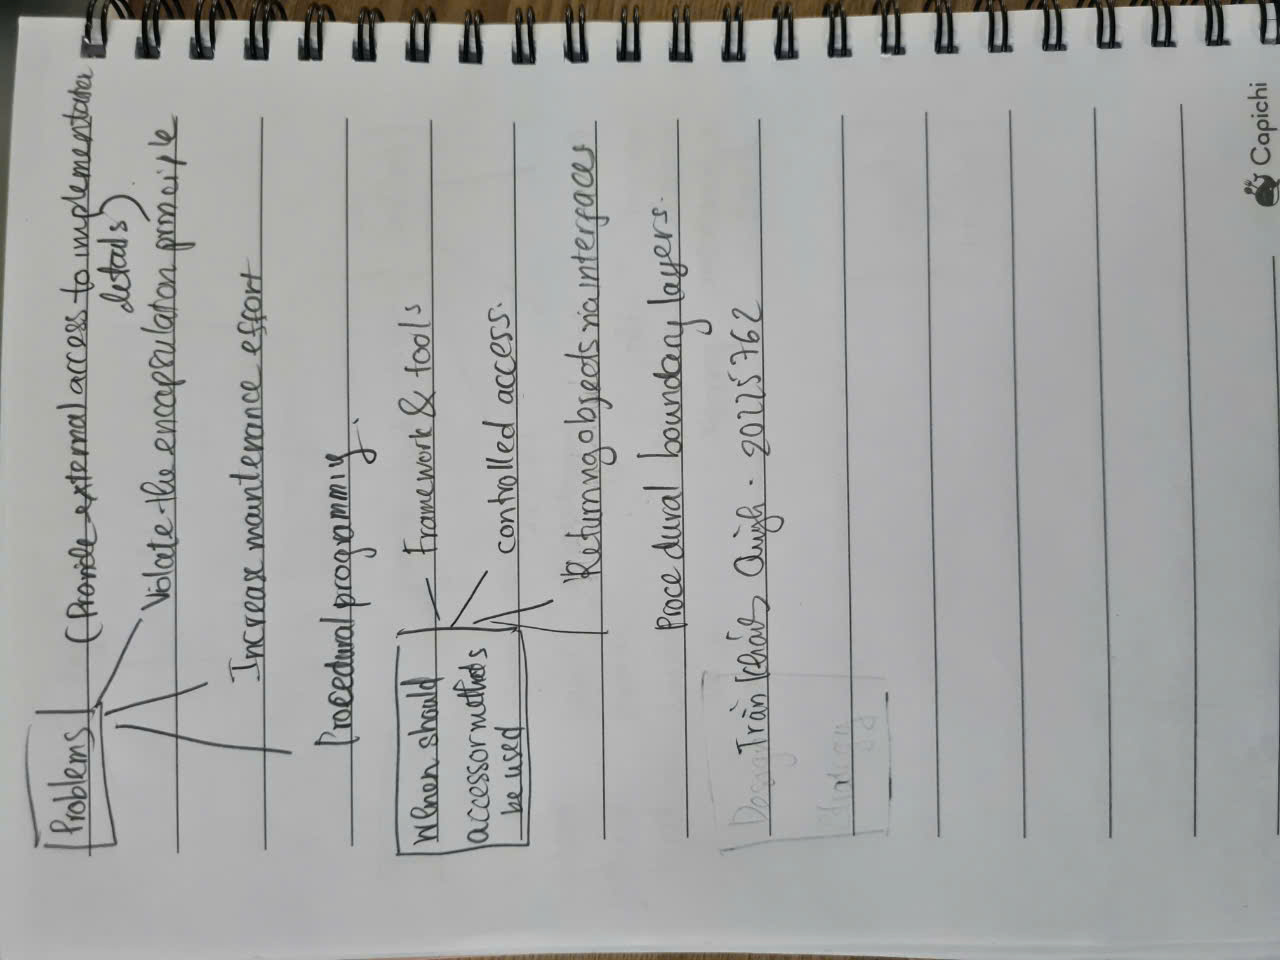 Problems
(Provide external access to implementation
details).
Violate the encapsulation principle
Increase maintenance effort
Procedural programming.
When should
accessor methods
be used
Framework & tools
controlled access.
Returning objects via interfaces
Procedural boundary layers.
Trần Khánh Quỳnh - 20225762
Capichi